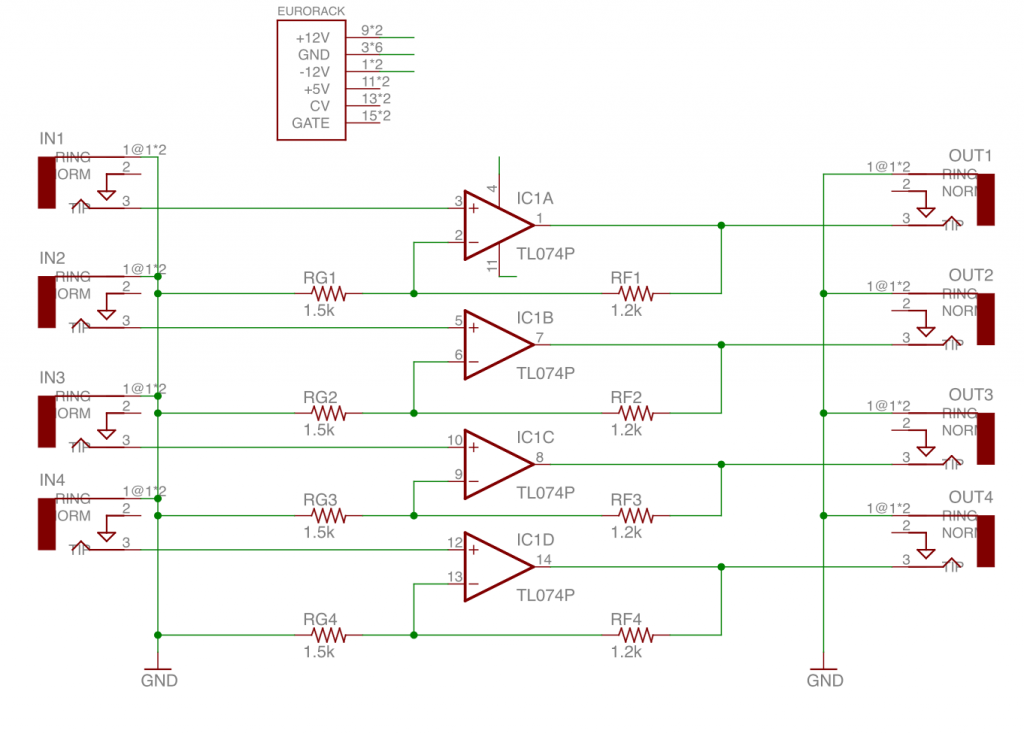 EURORACK
+12V 9*2
GND 3*6
-12V 1*2
+5V 11*2
CV 13*2
GATE 15*2
IN1
RING 1@1*2
NORM 2
TIP 3
IN2
RING 1@1*2
NORM 2
TIP 3
IN3
RING 1@1*2
NORM 2
TIP 3
IN4
RING 1@1*2
NORM 2
TIP 3
4
IC1A
3 + 1
2 −
11
TL074P
RG1
1.5k
RF1
1.2k
IC1B
5 + 7
6 −
TL074P
RG2
1.5k
RF2
1.2k
IC1C
10 + 8
9 −
TL074P
RG3
1.5k
RF3
1.2k
IC1D
12 + 14
13 −
TL074P
RG4
1.5k
RF4
1.2k
OUT1
1@1*2 RING
2 NORM
3 TIP
OUT2
1@1*2 RING
2 NORM
3 TIP
OUT3
1@1*2 RING
2 NORM
3 TIP
OUT4
1@1*2 RING
2 NORM
3 TIP
GND
GND